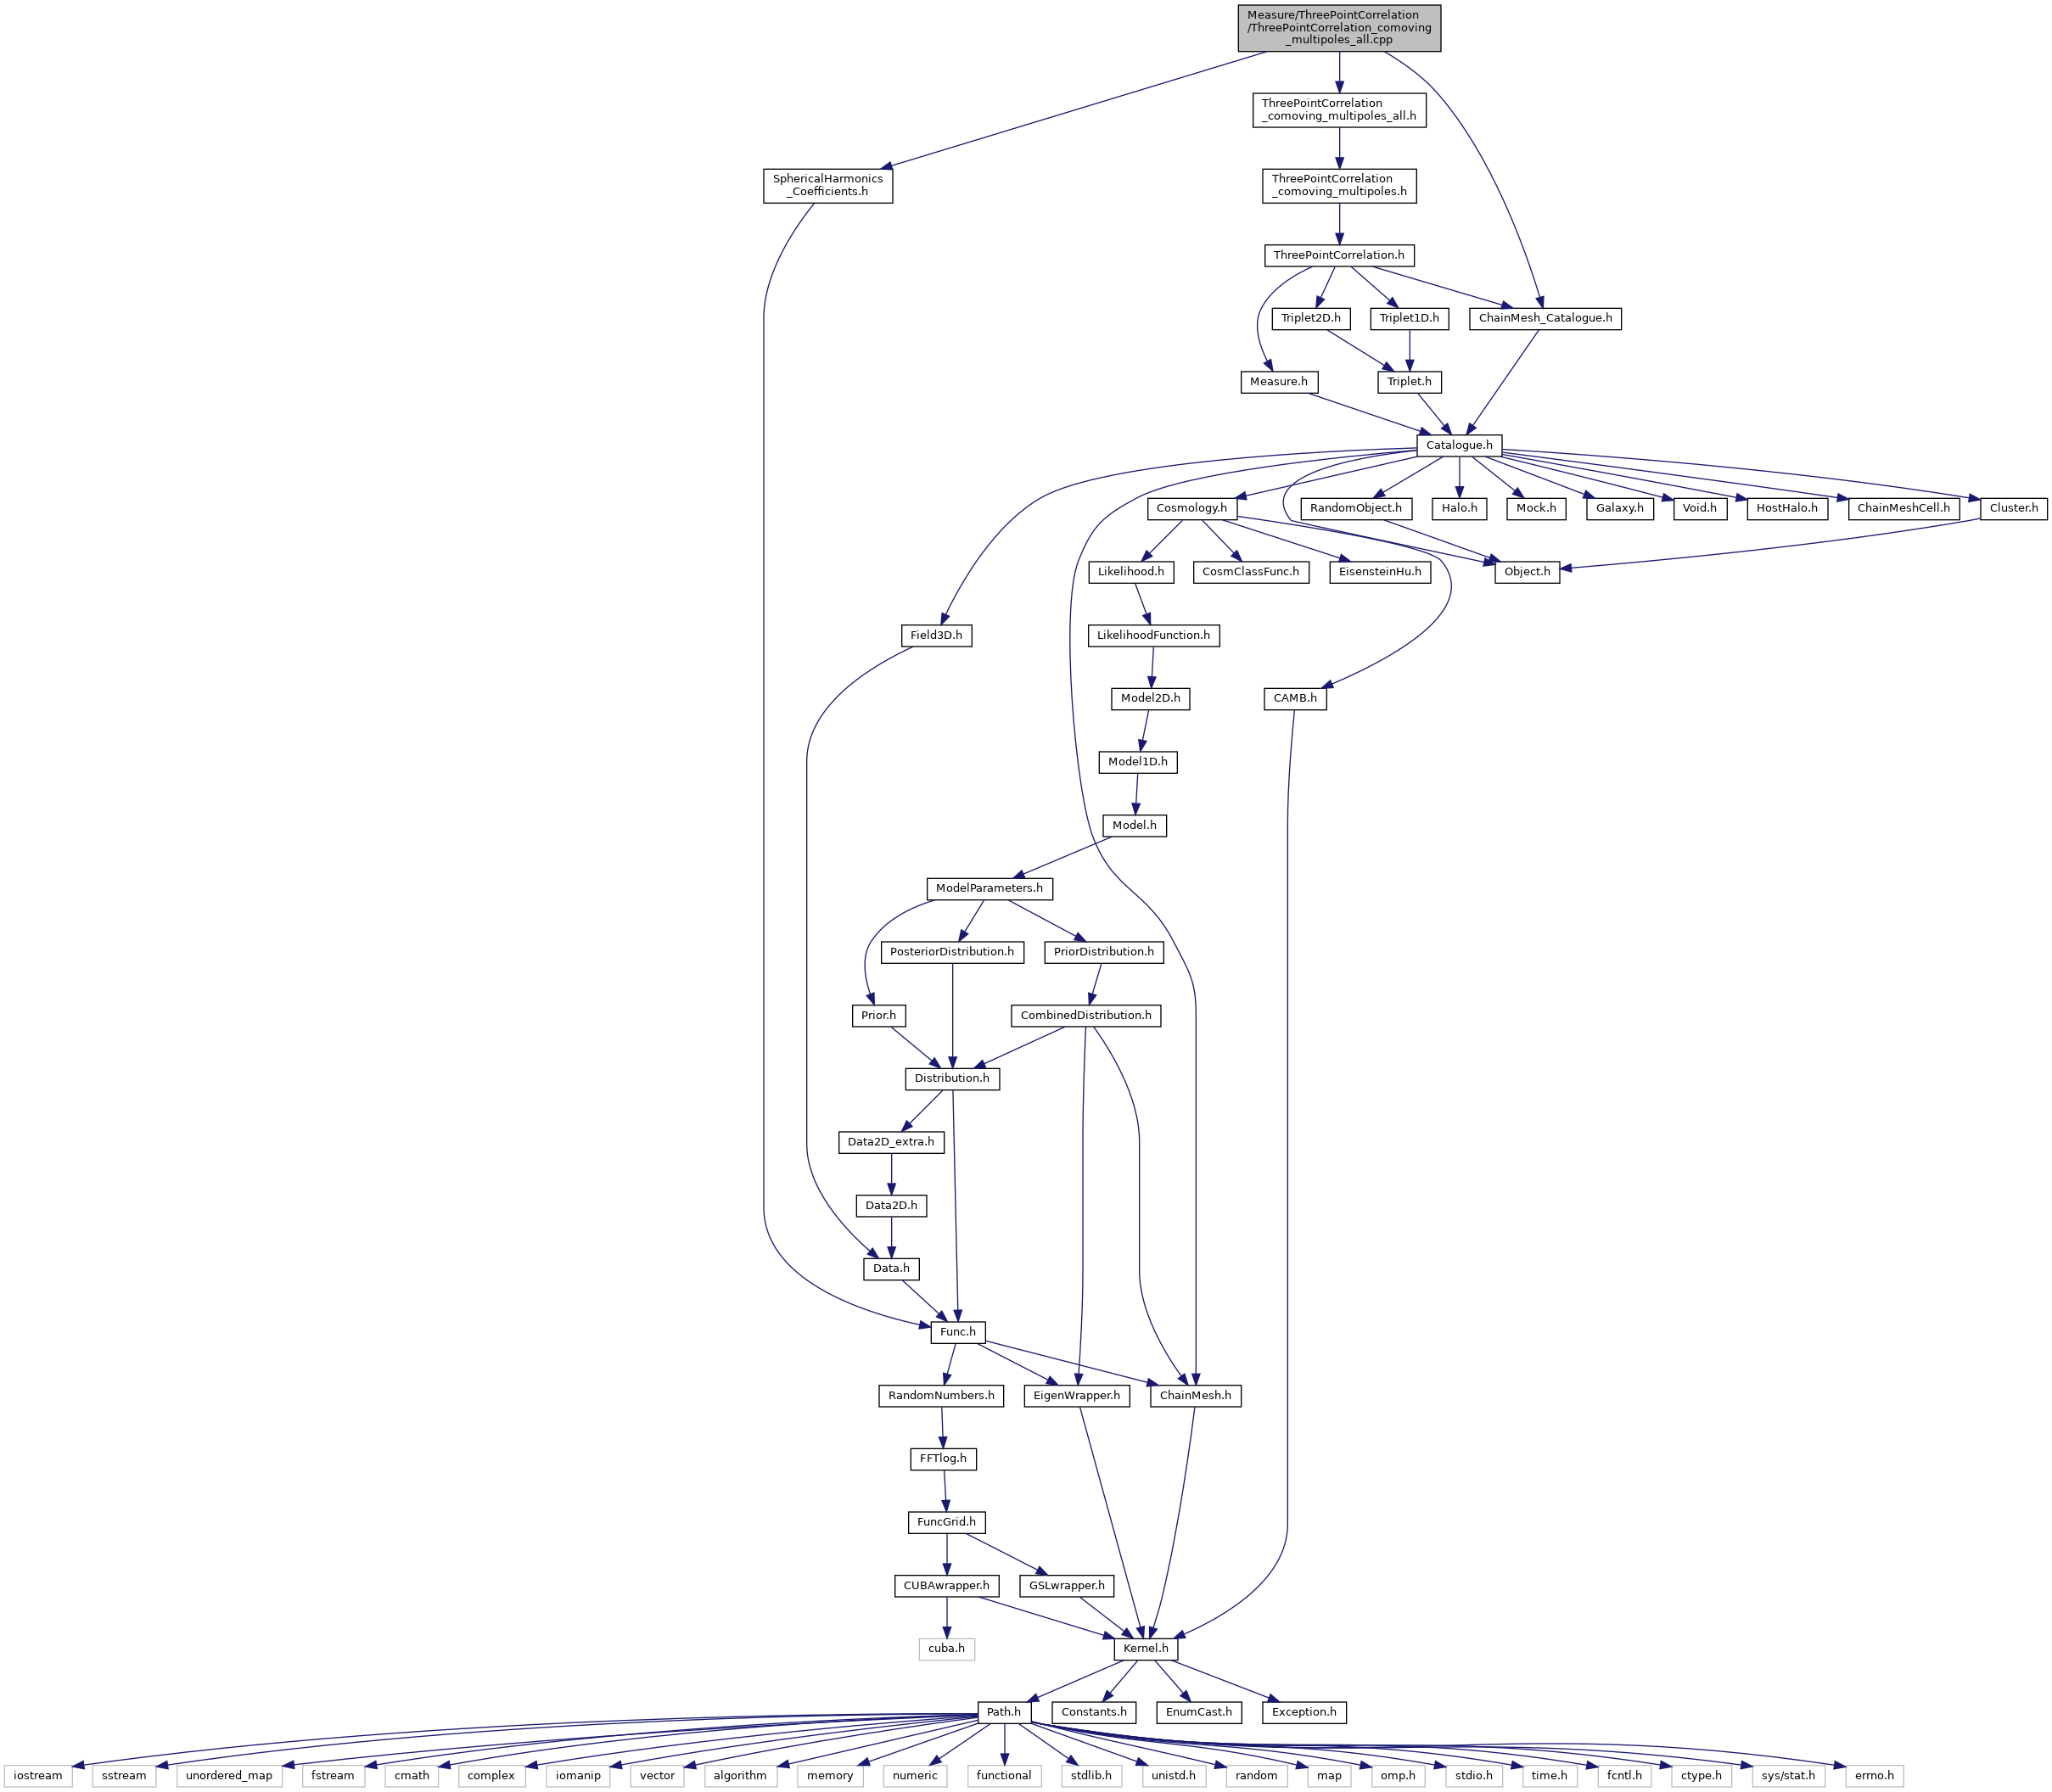 Measure/ThreePointCorrelation
/ThreePointCorrelation_comoving
_multipoles_all.cpp
ThreePointCorrelation
_comoving_multipoles_all.h
SphericalHarmonics
_Coefficients.h
ThreePointCorrelation
_comoving_multipoles.h
ThreePointCorrelation.h
Triplet2D.h
Triplet1D.h
ChainMesh_Catalogue.h
Measure.h
Triplet.h
Catalogue.h
Cosmology.h
RandomObject.h
Halo.h
Mock.h
Galaxy.h
Void.h
HostHalo.h
ChainMeshCell.h
Cluster.h
Likelihood.h
CosmClassFunc.h
EisensteinHu.h
Object.h
Field3D.h
LikelihoodFunction.h
Model2D.h
CAMB.h
Model1D.h
Model.h
ModelParameters.h
PosteriorDistribution.h
PriorDistribution.h
Prior.h
CombinedDistribution.h
Distribution.h
Data2D_extra.h
Data2D.h
Data.h
Func.h
RandomNumbers.h
EigenWrapper.h
ChainMesh.h
FFTlog.h
FuncGrid.h
CUBAwrapper.h
GSLwrapper.h
cuba.h
Kernel.h
Path.h
Constants.h
EnumCast.h
Exception.h
iostream
sstream
unordered_map
fstream
cmath
complex
iomanip
vector
algorithm
memory
numeric
functional
stdlib.h
unistd.h
random
map
omp.h
stdio.h
time.h
fcntl.h
ctype.h
sys/stat.h
errno.h